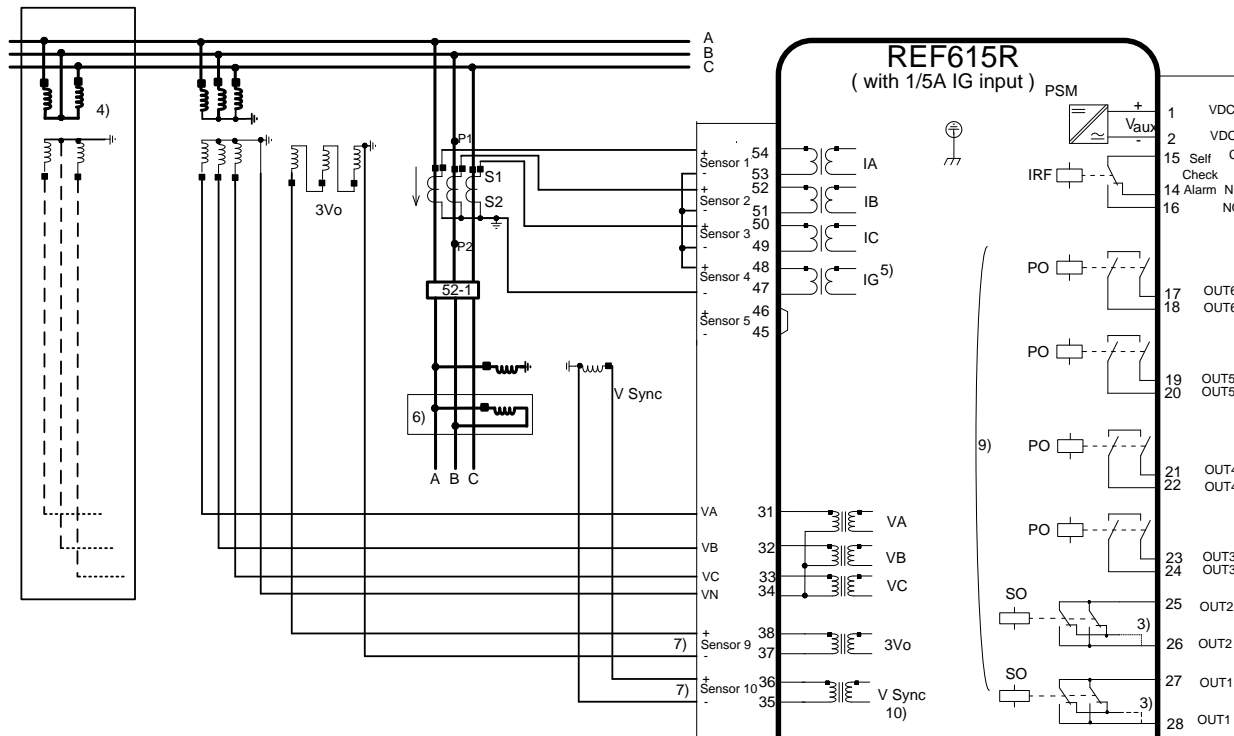 A
B
C
4)
3Vo
P1
S1
S2
P2
52-1
6)
A B C
V Sync
VA
VB
VC
VN
+
Sensor 1
-
+
Sensor 2
-
+
Sensor 3
-
+
Sensor 4
-
+
Sensor 5
-
7)
+
Sensor 9
-
7)
+
Sensor 10
-
54
53
52
51
50
49
48
47
46
45
31
32
33
34
38
37
36
35
REF615R
( with 1/5A IG input )
IA
IB
IC
IG 5)
VA
VB
VC
3Vo
V Sync
10)
PSM
+
Vaux
-
IRF
9)
PO
PO
PO
PO
SO
3)
SO
3)
1 VDC
2 VDC
15 Self
Check
14 Alarm N
16 N
17 OUT6
18 OUT6
19 OUT5
20 OUT5
21 OUT4
22 OUT4
23 OUT3
24 OUT3
25 OUT2
26 OUT2
27 OUT1
28 OUT1